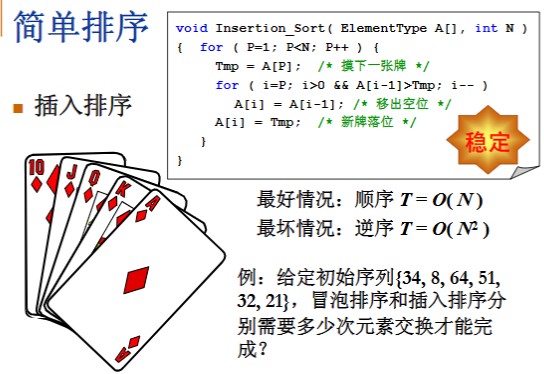 简单排序
插入排序
void Insertion_Sort( ElementType A[], int N )
{  for ( P=1; P<N; P++ ) {
Tmp = A[P];  /* 摸下一张牌 */
for ( i=P; i>0 && A[i-1]>Tmp; i-- )
A[i] = A[i-1]; /* 移出空位 */
A[i] = Tmp;  /* 新牌落位 */
}
}
稳定
10
J
Q
K
A
A
最好情况：顺序 T = O( N )
最坏情况：逆序 T = O( N² )
例：给定初始序列{34, 8, 64, 51,
32, 21}，冒泡排序和插入排序分
别需要多少次元素交换才能完
成？